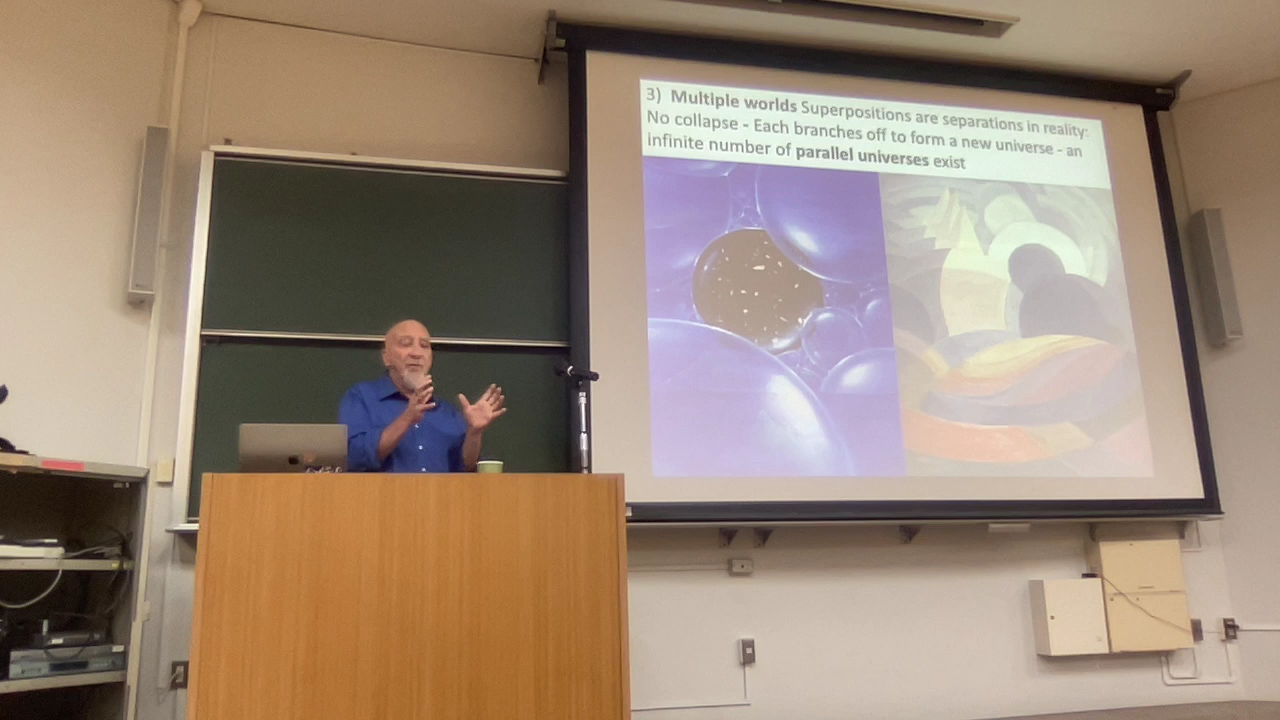 3) Multiple worlds Superpositions are separations in reality:
No collapse - Each branches off to form a new universe - an
infinite number of parallel universes exist